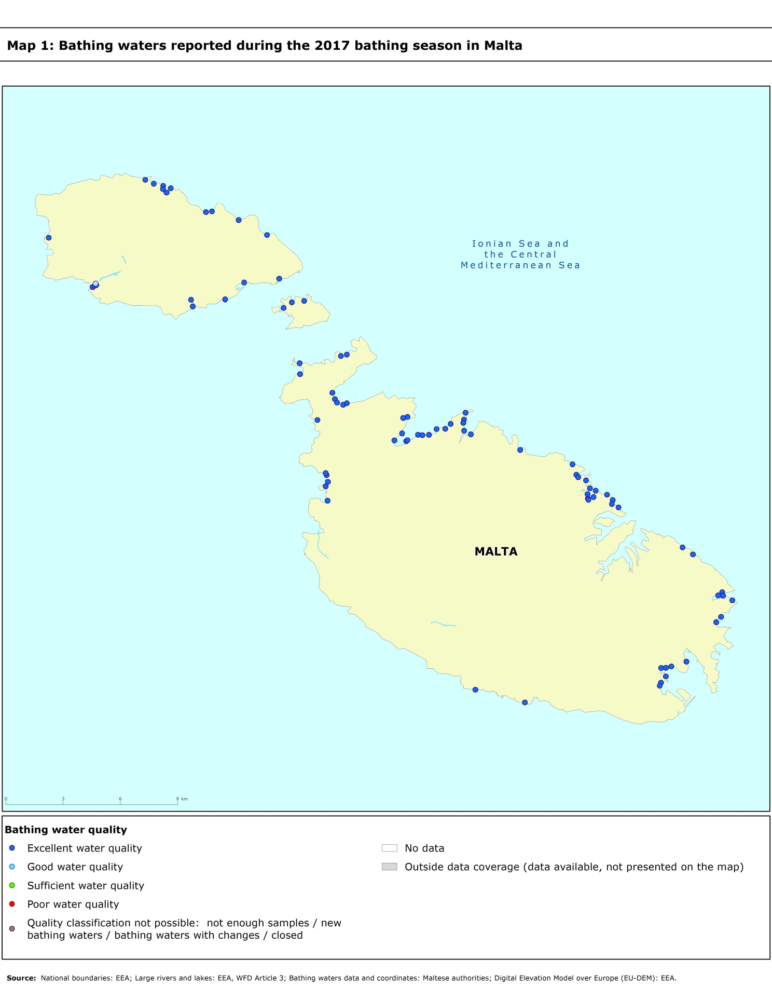 Map 1: Bathing waters reported during the 2017 bathing season in Malta
Ionian Sea and
the Central
Mediterranean Sea
MALTA
0 3 6 9 km
Bathing water quality
Excellent water quality
Good water quality
Sufficient water quality
Poor water quality
Quality classification not possible: not enough samples / new
bathing waters / bathing waters with changes / closed
No data
Outside data coverage (data available, not presented on the map)
Source: National boundaries: EEA; Large rivers and lakes: EEA, WFD Article 3; Bathing waters data and coordinates: Maltese authorities; Digital Elevation Model over Europe (EU-DEM): EEA.